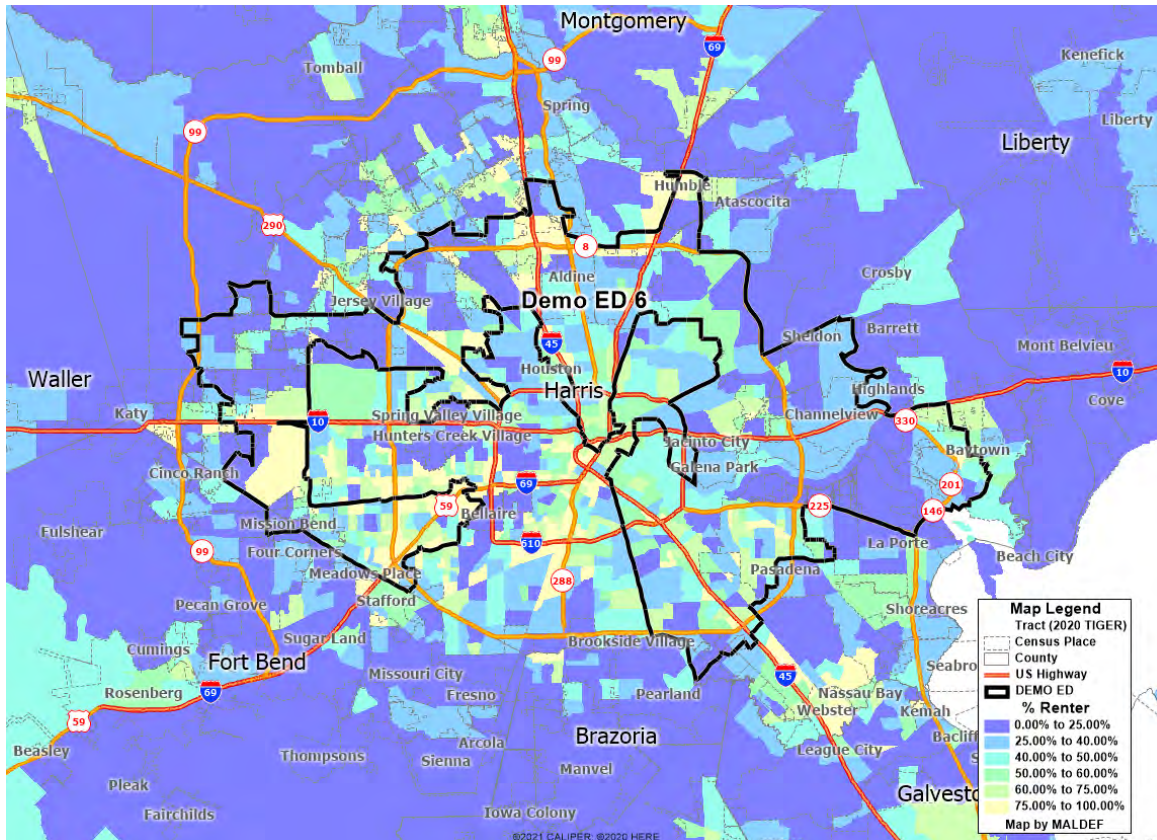 Montgomery
69
99
Tomball
Kenefick
Spring
99
Liberty
Liberty
Humble
Atascocita
290
8
Aldine
Crosby
Jersey Village
Demo ED 6
Sheldon
Barrett
45
Mont Belvieu
Houston
10
Waller
Harris
Highlands
Cove
Katy
10
Spring Valley Village
Channelview
330
Hunters Creek Village
Jacinto City
Baytown
Cinco Ranch
Galena Park
69
201
59
Bellaire
225
146
Mission Bend
Fulshear
610
La Porte
99
Four Corners
Beach City
Meadows Place
288
Pasadena
Pecan Grove
Stafford
Shoreacres
Sugar Land
Brookside Village
Cumings
Fort Bend
Missouri City
45
Seabro
Rosenberg
69
Fresno
Pearland
Nassau Bay
Webster
Kemah
59
Beasley
Arcola
Brazoria
League City
Bacliff
Thompsons
Sienna
Manvel
Pleak
Galvesto
Fairchilds
Iowa Colony
Map Legend
Tract (2020 TIGER)
Census Place
County
US Highway
DEMO ED
% Renter
0.00% to 25.00%
25.00% to 40.00%
40.00% to 50.00%
50.00% to 60.00%
60.00% to 75.00%
75.00% to 100.00%
Map by MALDEF
©2021 CALIPER; ©2020 HERE